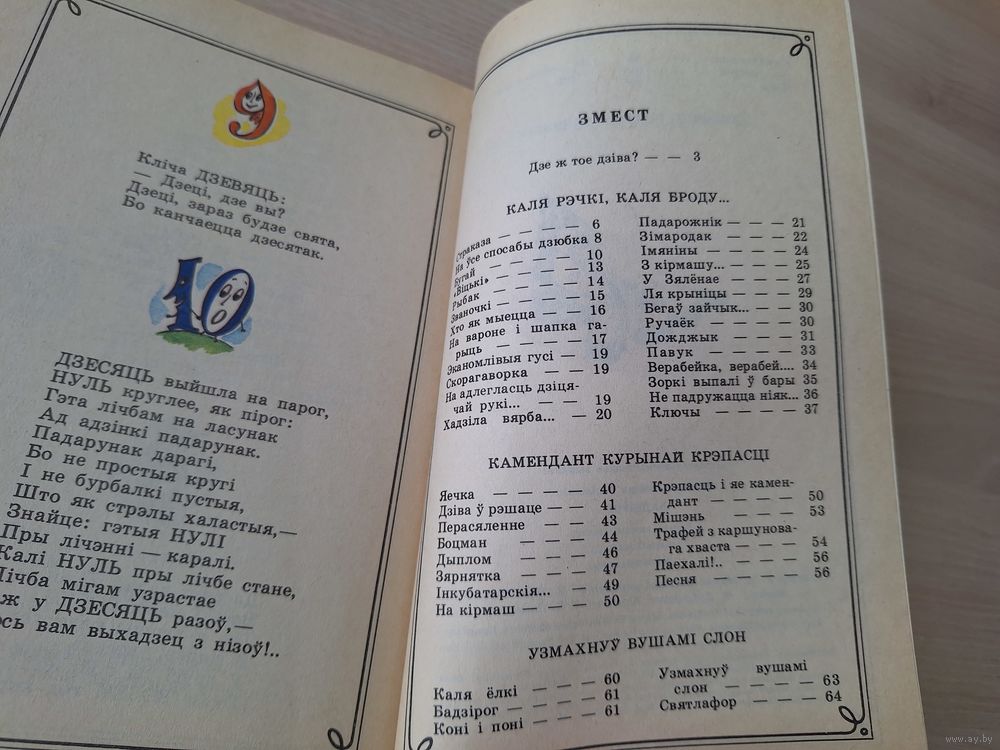 9
Кліча ДЗЕВЯЦЬ:
— Дзеці, дзе вы?
Дзеці, зараз будзе свята,
Бо канчаецца дзесятак.
10
ДЗЕСЯЦЬ выйшла на парог,
НУЛЬ круглее, як пірог:
Гэта лічбам на ласунак
Ад адзінкі падарунак.
Падарунак дарагі,
Бо не простыя кругі
І не бурбалкі пустыя,
Што як стрэлы халастыя,—
Знайце: гэтыя НУЛІ
Пры лічэнні — каралі.
Калі НУЛЬ пры лічбе стане,
Лічба мігам узрастае
ж у ДЗЕСЯЦЬ разоў,—
вам выхадзец з нізоў!..
ЗМЕСТ
Дзе ж тое дзіва? — — 3
КАЛЯ РЭЧКІ, КАЛЯ БРОДУ...
Страказа — — — — 6
На ўсе спосабы дзюбка 8
Бугай — — — — 10
«Віцькі» — — — — 13
Рыбак — — — — 14
Званочкі — — — — 15
Хто як мыецца — — 16
На вароне і шапка га-
рыць — — — — 17
Эканомлівыя гусі — 19
Скорагаворка — — 19
На адлегласць дзіця-
чай рукі... — — — 19
Хадзіла вярба... — — 20
Падарожнік — — — 21
Зімародак — — — 22
Імяніны — — — — 24
З кірмашу... — — — 25
У Зялёнае — — — 27
Ля крыніцы — — — 29
Бегаў зайчык... — — 30
Ручаёк — — — — 30
Дожджык — — — — 31
Павук — — — — 33
Верабейка, верабей.... 34
Зоркі выпалі ў бары 35
Не падружацца ніяк... 36
Ключы — — — — 37
КАМЕНДАНТ КУРЫНАЙ КРЭПАСЦІ
Яечка — — — — 40
Дзіва ў рэшаце — — 41
Перасяленне — — — 43
Боцман — — — — 44
Дыплом — — — — 46
Зярнятка — — — — 47
Інкубатарскія... — 49
На кірмаш — — — 50
Крэпасць і яе камен-
дант — — — — 50
Мішэнь — — — — 53
Трафей з каршунова-
га хваста — — — 54
Паехалі!.. — — — 56
Песня — — — — 56
УЗМАХНУЎ ВУШАМІ СЛОН
Каля ёлкі — — — 60
Бадзірог — — — — 61
Коні і поні — — — 61
Узмахнуў вушамі
слон — — — — 63
Святлафор — — — 64
www.ay.by